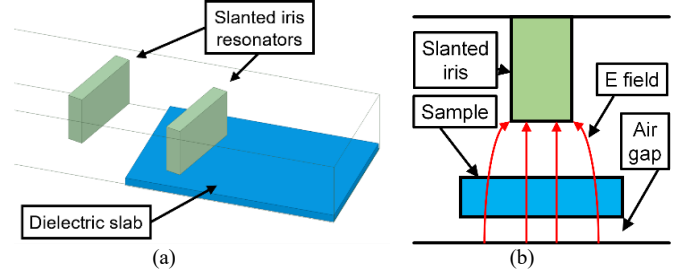 Slanted iris
resonators
Dielectric slab
(a)
Slanted
iris
E field
Sample
Air
gap
(b)